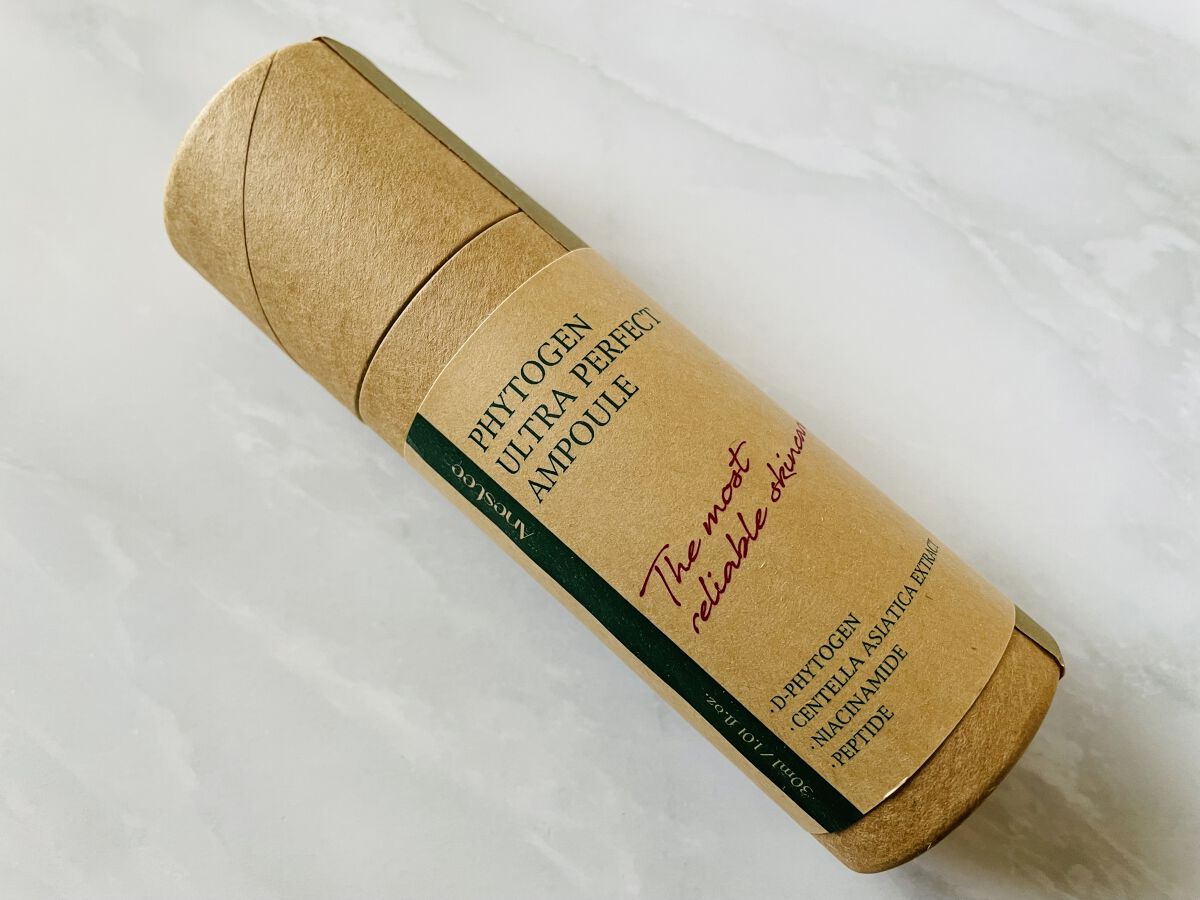 PHYTOGEN
ULTRA PERFECT
AMPOULE
Anestee
The most
reliable skincar
· D-PHYTOGEN
· CENTELLA ASIATICA EXTRACT
· NIACINAMIDE
· PEPTIDE
30ml / 1.01 fl.oz.